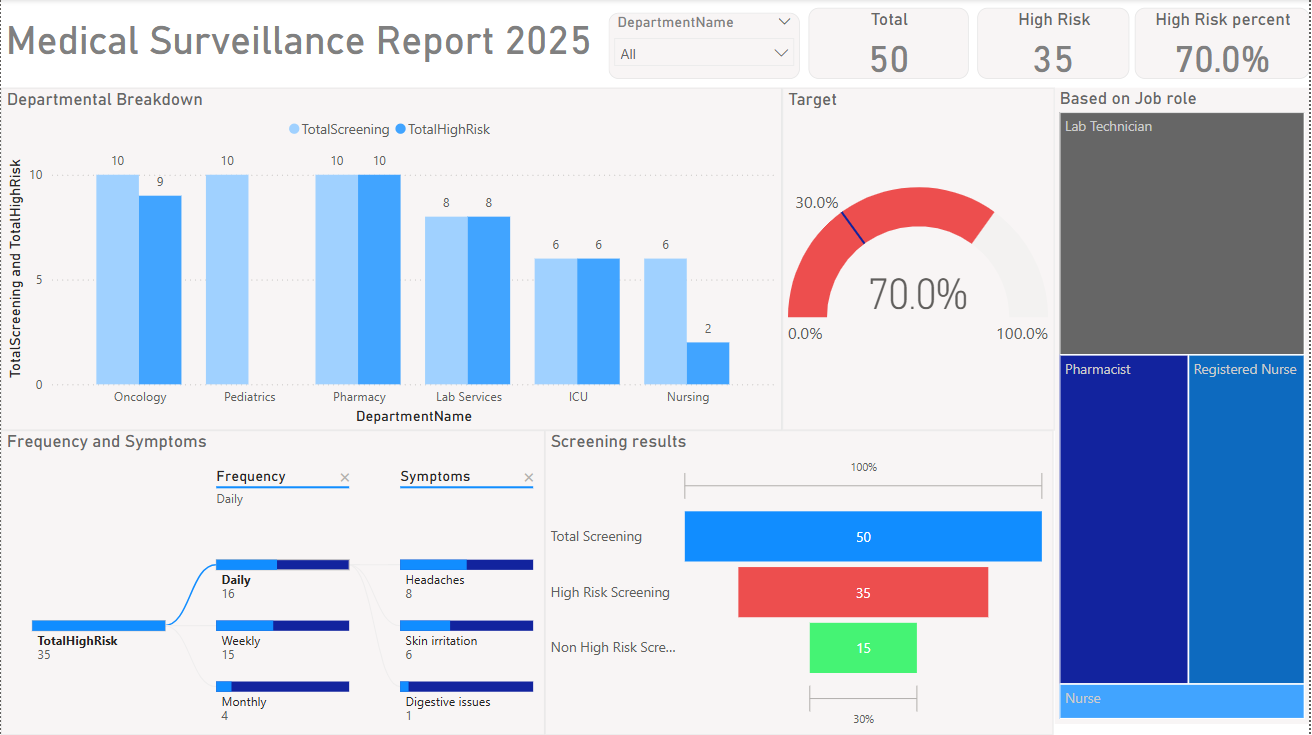 Medical Surveillance Report 2025
DepartmentName
All
Total
50
High Risk
35
High Risk percent
70.0%
Departmental Breakdown
TotalScreening TotalHighRisk
TotalScreening and TotalHighRisk
10
5
0
10 9 10 10 10 8 8 6 6 6 2
Oncology Pediatrics Pharmacy Lab Services ICU Nursing
DepartmentName
Target
30.0%
70.0%
0.0% 100.0%
Based on Job role
Lab Technician
Pharmacist
Registered Nurse
Nurse
Frequency and Symptoms
Frequency
Daily
Symptoms
TotalHighRisk
35
Daily
16
Weekly
15
Monthly
4
Headaches
8
Skin irritation
6
Digestive issues
1
Screening results
100%
Total Screening 50
High Risk Screening 35
Non High Risk Scre... 15
30%